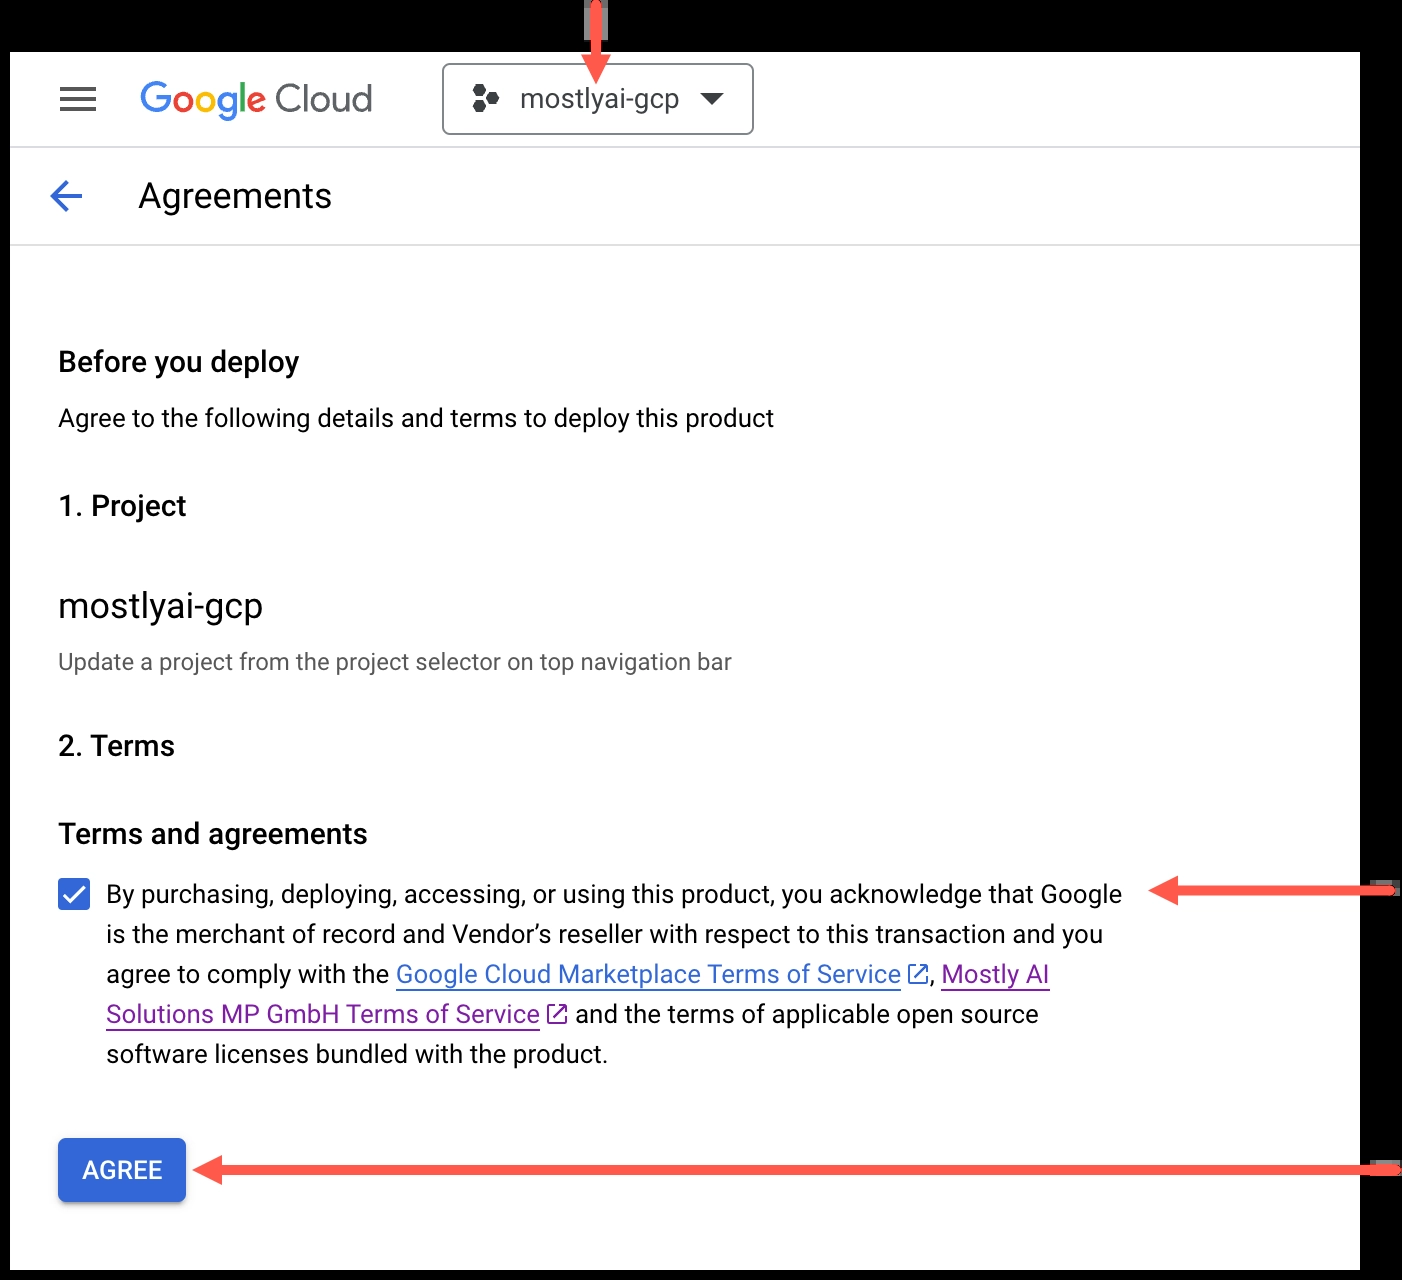 Google Cloud
mostlyai-gcp
Agreements
Before you deploy
Agree to the following details and terms to deploy this product
1. Project
mostlyai-gcp
Update a project from the project selector on top navigation bar
2. Terms
Terms and agreements
By purchasing, deploying, accessing, or using this product, you acknowledge that Google
is the merchant of record and Vendor’s reseller with respect to this transaction and you
agree to comply with the Google Cloud Marketplace Terms of Service, Mostly AI
Solutions MP GmbH Terms of Service and the terms of applicable open source
software licenses bundled with the product.
AGREE